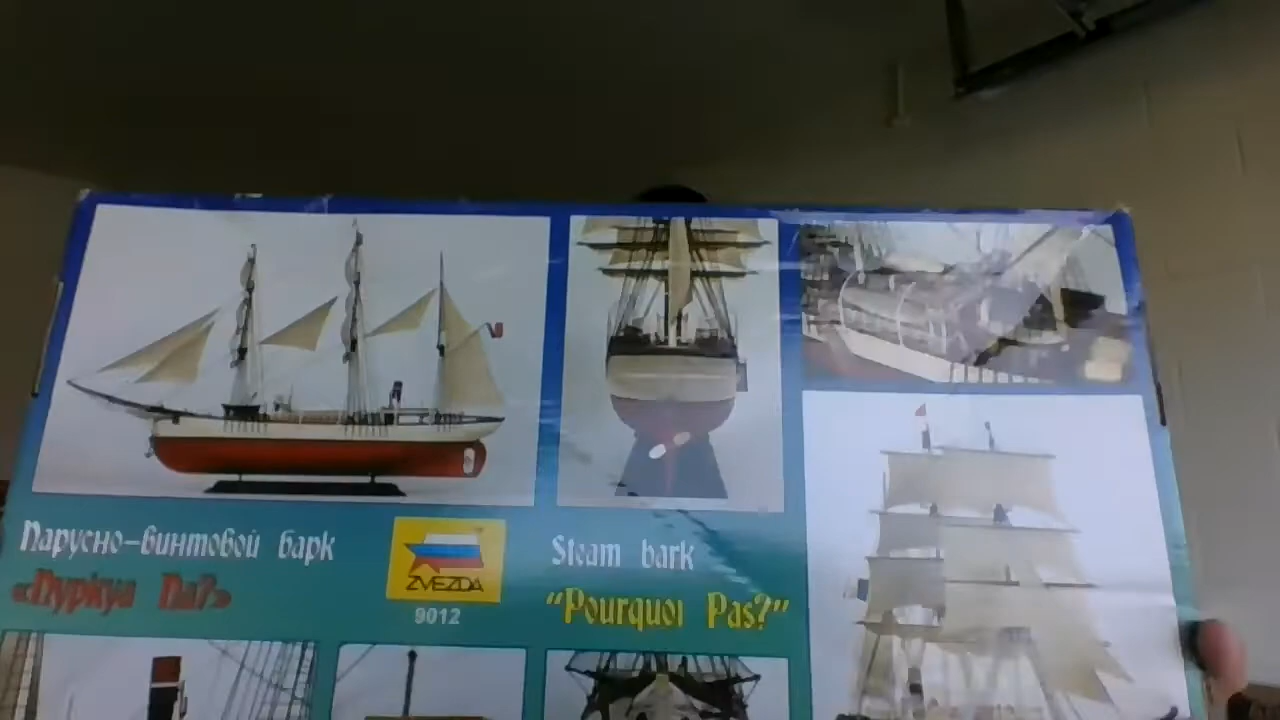 Парусно-винтовой барк
«Пуркуа Па?»
ZVEZDA
9012
Steam bark
"Pourquoi Pas?"